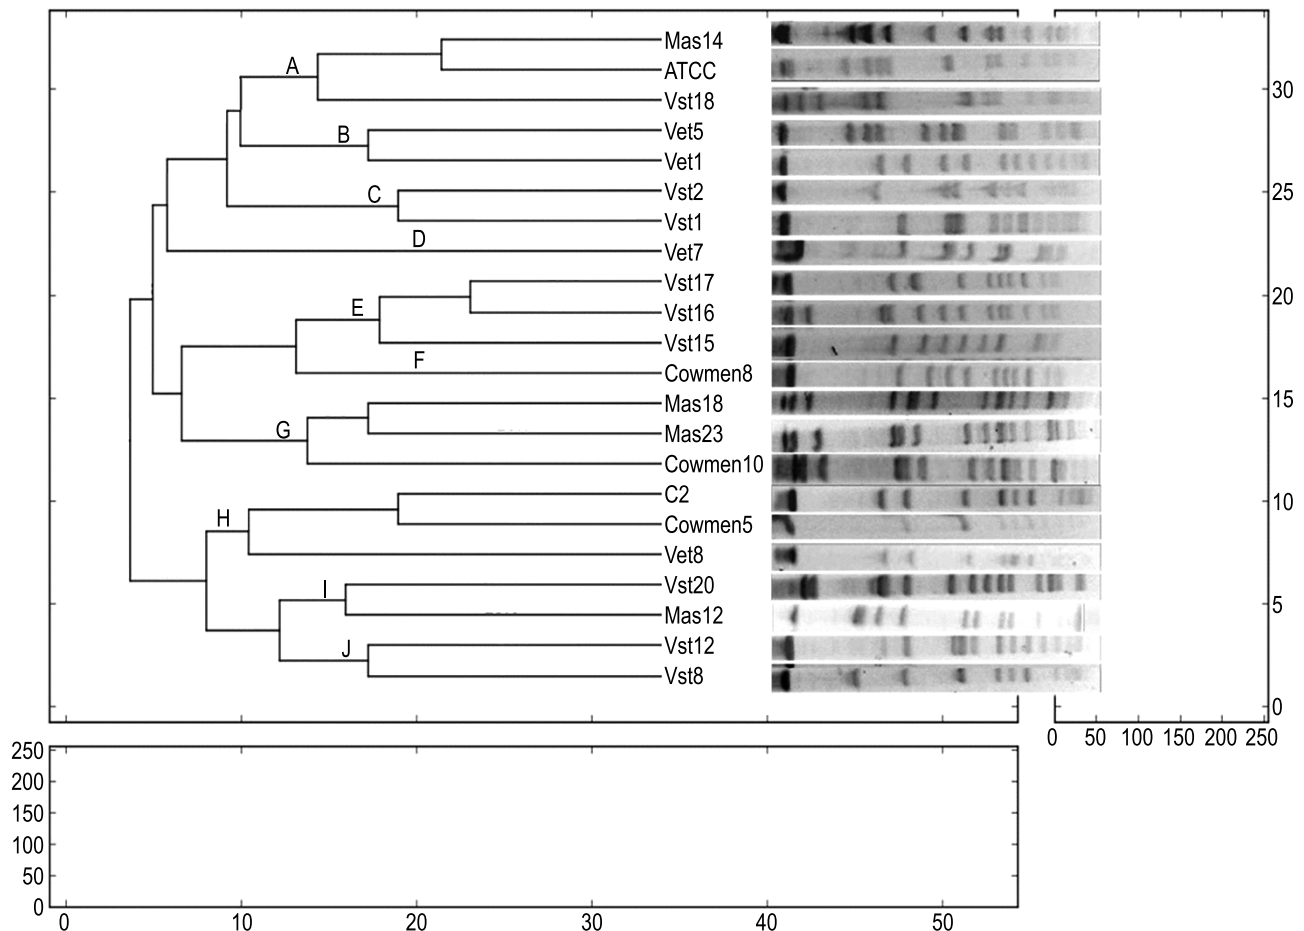 Mas14
A
ATCC
30
Vst18
Vet5
B
Vet1
Vst2
25
C
Vst1
D
Vet7
Vst17
20
E
Vst16
Vst15
F
Cowmen8
Mas18
15
G
Mas23
Cowmen10
C2
10
H
Cowmen5
Vet8
Vst20
I
5
Mas12
Vst12
J
Vst8
0
0 50 100 150 200 250
250
200
150
100
50
0
0 10 20 30 40 50